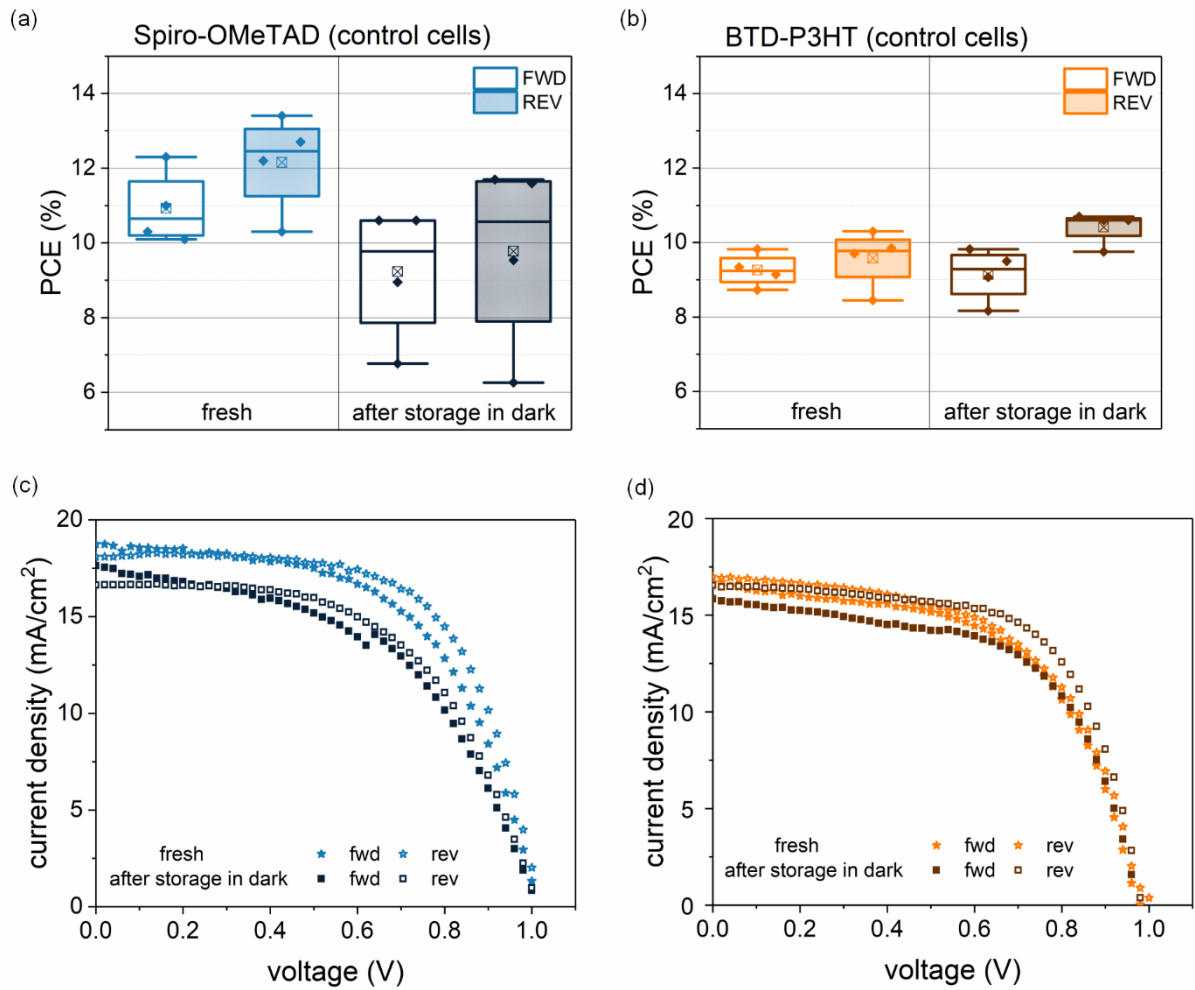 (a)
Spiro-OMeTAD (control cells)
FWD
REV
14
12
10
8
6
PCE (%)
fresh
after storage in dark
(b)
BTD-P3HT (control cells)
FWD
REV
14
12
10
8
6
PCE (%)
fresh
after storage in dark
(c)
20
15
10
5
0
current density (mA/cm²)
fresh fwd rev
after storage in dark fwd rev
0.0 0.2 0.4 0.6 0.8 1.0
voltage (V)
(d)
20
15
10
5
0
current density (mA/cm²)
fresh fwd rev
after storage in dark fwd rev
0.0 0.2 0.4 0.6 0.8 1.0
voltage (V)